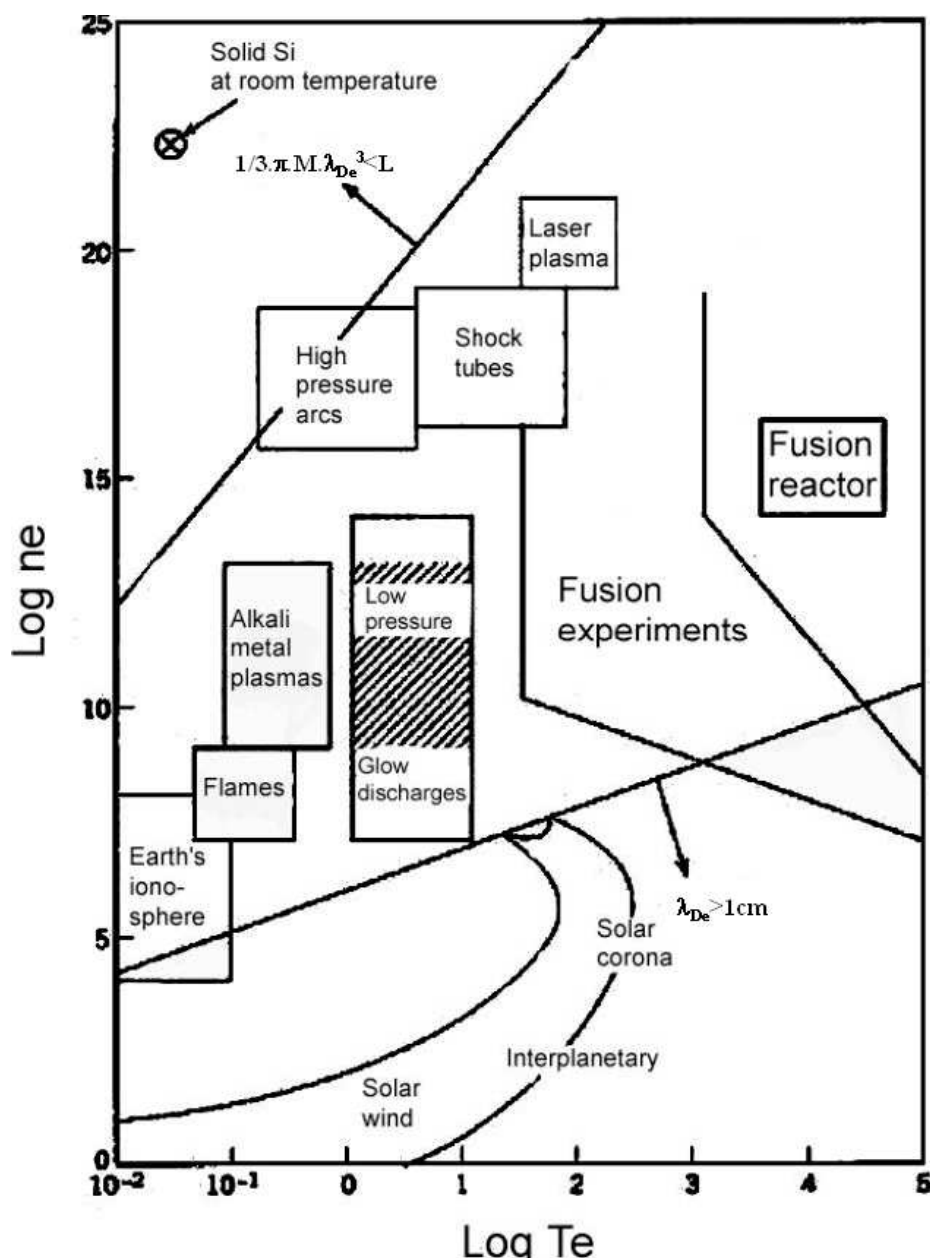 25
Solid Si
at room temperature
1/3.π.M.λ_De³<L
20
Laser
plasma
High
pressure
arcs
Shock
tubes
Fusion
reactor
15
Log ne
Alkali
metal
plasmas
Low
pressure
Fusion
experiments
10
Flames
Glow
discharges
Earth's
iono-
sphere
λ_De>1cm
5
Solar
corona
Interplanetary
Solar
wind
0
10⁻² 10⁻¹ 0 1 2 3 4 5
Log Te